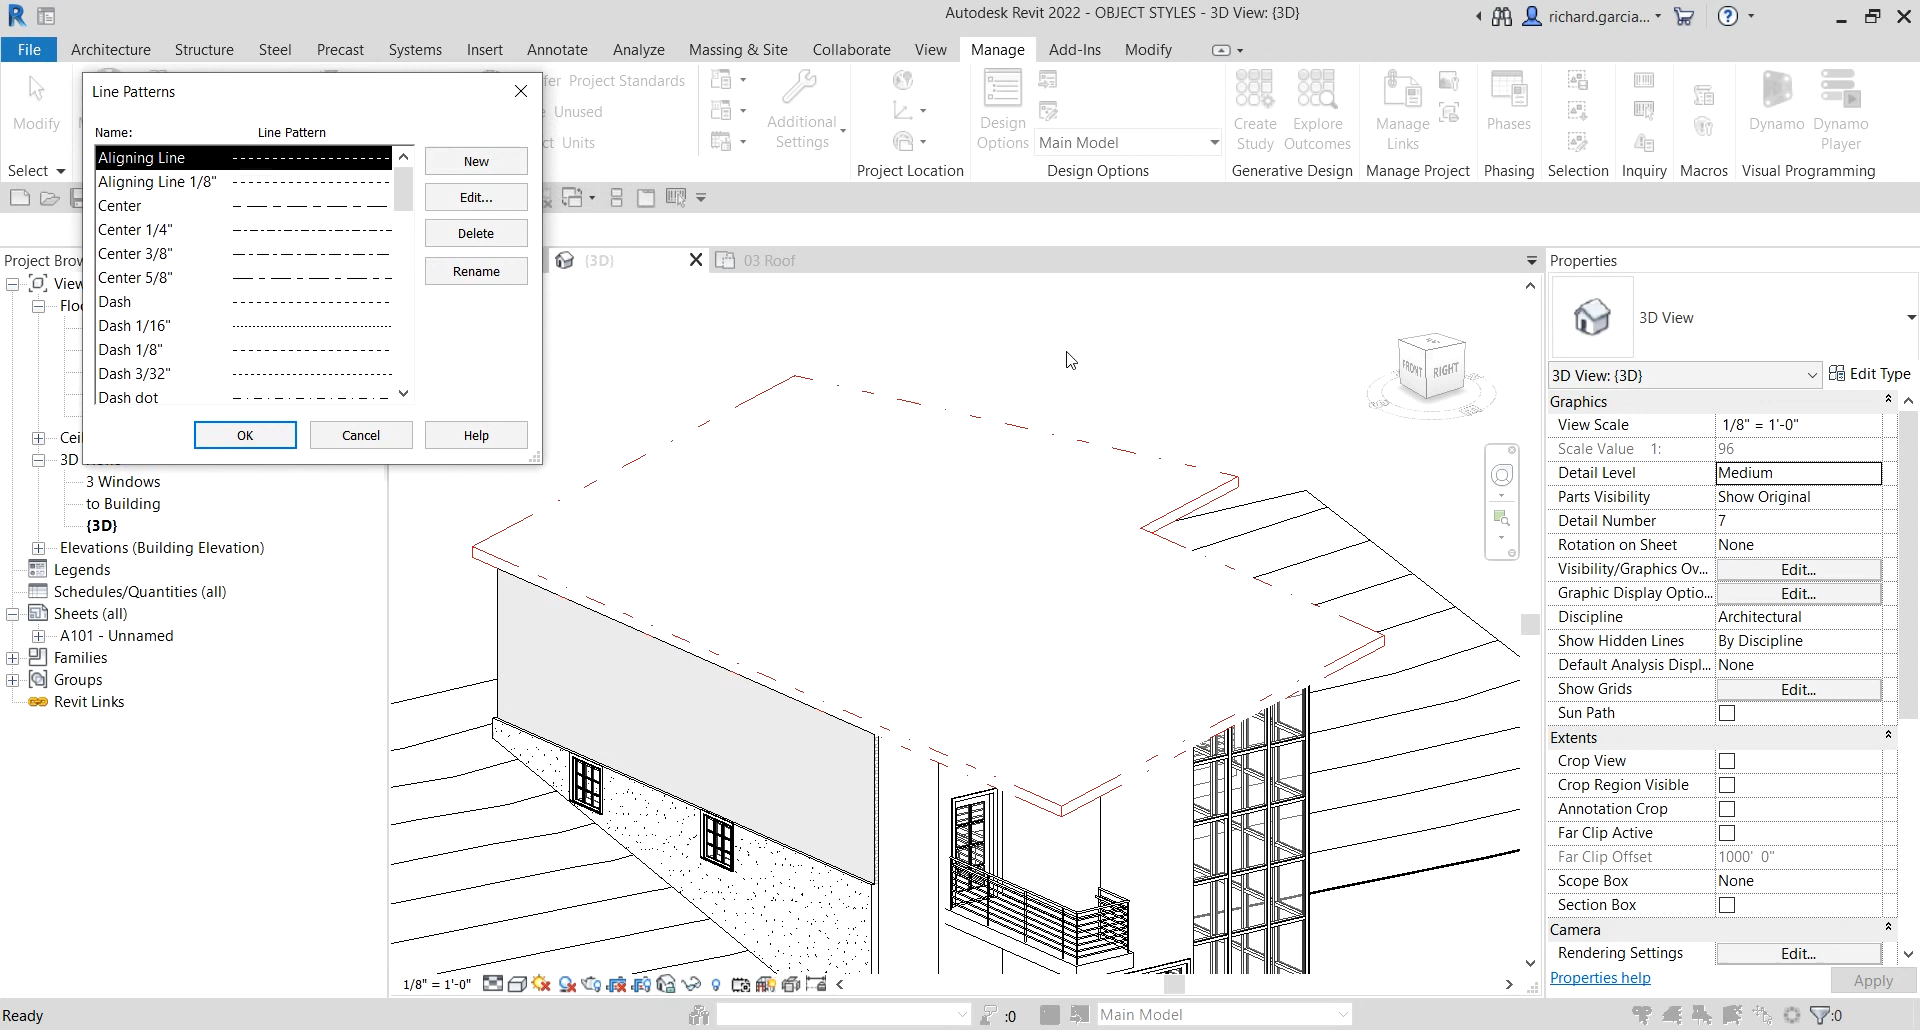 Autodesk Revit 2022 - OBJECT STYLES - 3D View: {3D}
richard.garcia...
File Architecture Structure Steel Precast Systems Insert Annotate Analyze Massing & Site Collaborate View Manage Add-Ins Modify
Line Patterns
Name: Line Pattern
Aligning Line
Aligning Line 1/8"
Center
Center 1/4"
Center 3/8"
Center 5/8"
Dash
Dash 1/16"
Dash 1/8"
Dash 3/32"
Dash dot
New
Edit...
Delete
Rename
OK Cancel Help
Modify
Select
Project Standards
Unused
Units
Additional
Settings
Project Location
Design
Options
Main Model
Design Options
Create
Study
Explore
Outcomes
Generative Design
Manage
Links
Manage Project
Phases
Phasing
Selection
Inquiry
Macros
Dynamo
Dynamo
Player
Visual Programming
Project Brow
View
Floo
Ceil
3D
3 Windows
to Building
{3D}
Elevations (Building Elevation)
Legends
Schedules/Quantities (all)
Sheets (all)
A101 - Unnamed
Families
Groups
Revit Links
{3D}
03 Roof
FRONT
RIGHT
Properties
3D View
3D View: {3D}
Edit Type
Graphics
View Scale 1/8" = 1'-0"
Scale Value 1: 96
Detail Level Medium
Parts Visibility Show Original
Detail Number 7
Rotation on Sheet None
Visibility/Graphics Ov... Edit...
Graphic Display Optio... Edit...
Discipline Architectural
Show Hidden Lines By Discipline
Default Analysis Displ... None
Show Grids Edit...
Sun Path
Extents
Crop View
Crop Region Visible
Annotation Crop
Far Clip Active
Far Clip Offset 1000' 0"
Scope Box None
Section Box
Camera
Rendering Settings Edit...
Properties help
Apply
1/8" = 1'-0"
Ready
:0
Main Model
:0